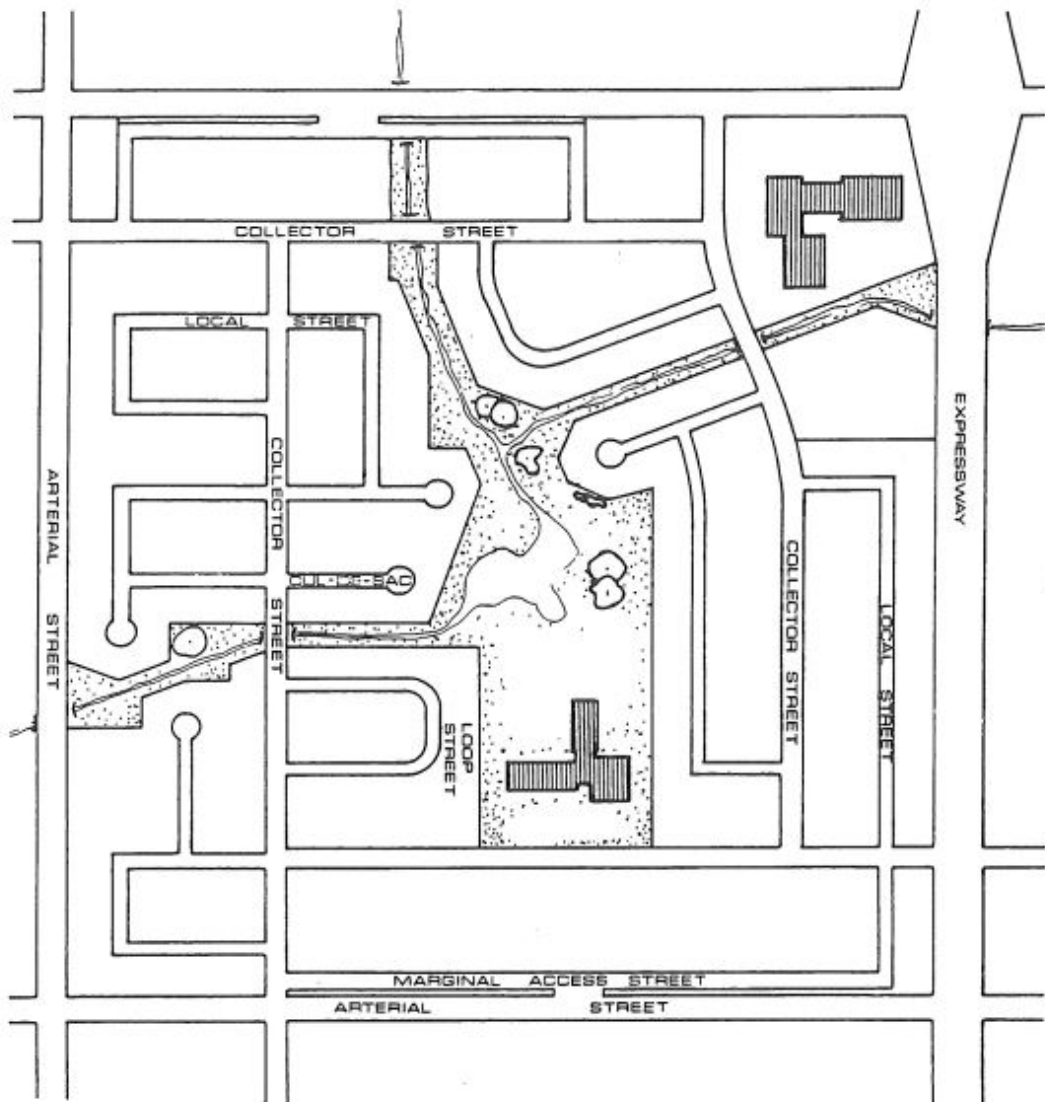 COLLECTOR STREET
LOCAL STREET
EXPRESSWAY
COLLECTOR STREET
ARTERIAL STREET
CUL-DE-SAC
COLLECTOR STREET
LOCAL STREET
LOOP STREET
MARGINAL ACCESS STREET
ARTERIAL STREET